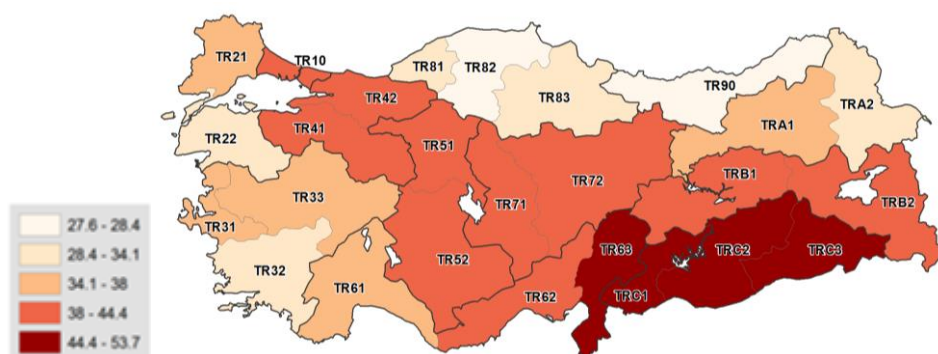 TR21
TR10
TR81
TR82
TR42
TR83
TR90
TRA2
TRA1
TR22
TR41
TR51
TR72
TRB1
TR33
TR71
TRB2
TR31
TR63
TRC2
TRC3
TR52
TR32
TR61
TR62
TRC1
27.6 - 28.4
28.4 - 34.1
34.1 - 38
38 - 44.4
44.4 - 53.7